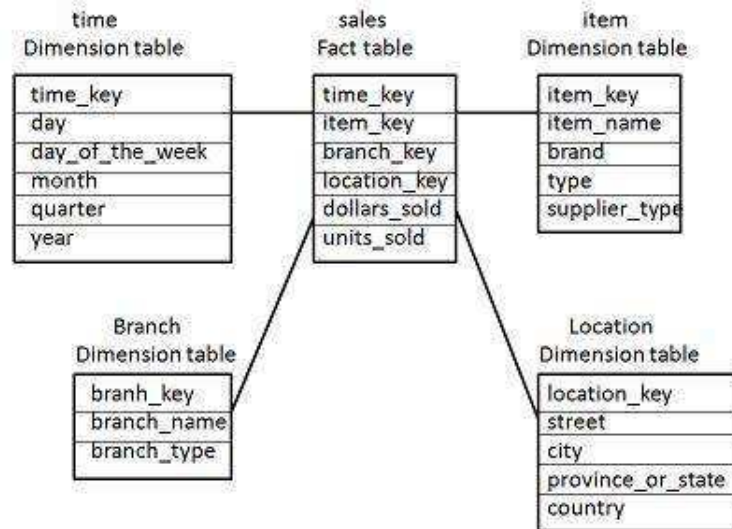 time
Dimension table
time_key
day
day_of_the_week
month
quarter
year
sales
Fact table
time_key
item_key
branch_key
location_key
dollars_sold
units_sold
item
Dimension table
item_key
item_name
brand
type
supplier_type
Branch
Dimension table
branh_key
branch_name
branch_type
Location
Dimension table
location_key
street
city
province_or_state
country